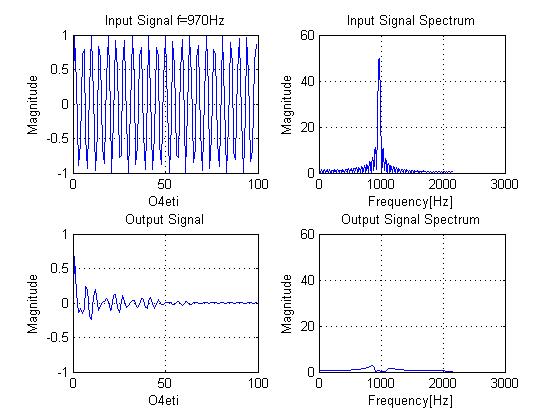 Input Signal f=970Hz
1
0.5
0
-0.5
-1
0
50
100
Magnitude
O4eti
Input Signal Spectrum
60
40
20
0
0
1000
2000
3000
Magnitude
Frequency[Hz]
Output Signal
1
0.5
0
-0.5
-1
0
50
100
Magnitude
O4eti
Output Signal Spectrum
60
40
20
0
0
1000
2000
3000
Magnitude
Frequency[Hz]